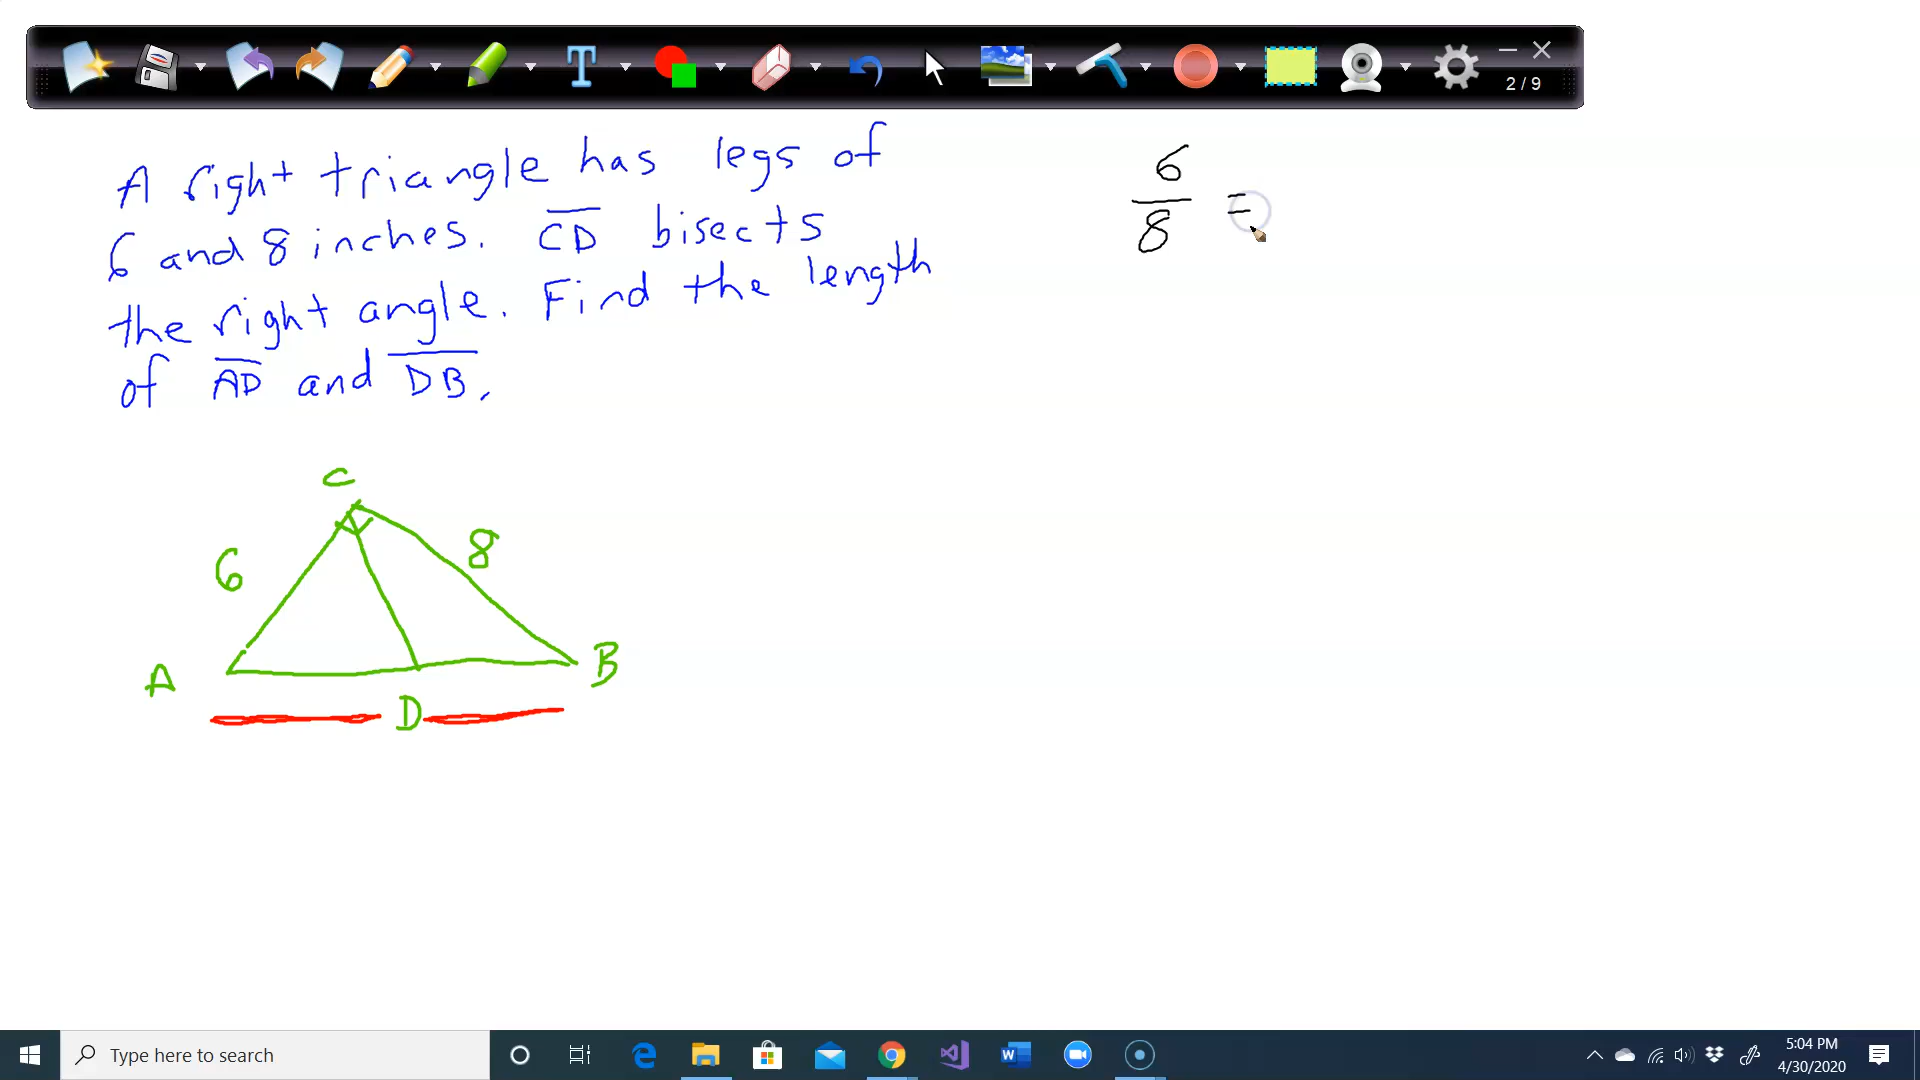 2 / 9
A right triangle has legs of
6 and 8 inches. CD bisects
the right angle. Find the length
of AD and DB.
6
8
=
C
6
8
A
B
D
Type here to search
5:04 PM
4/30/2020